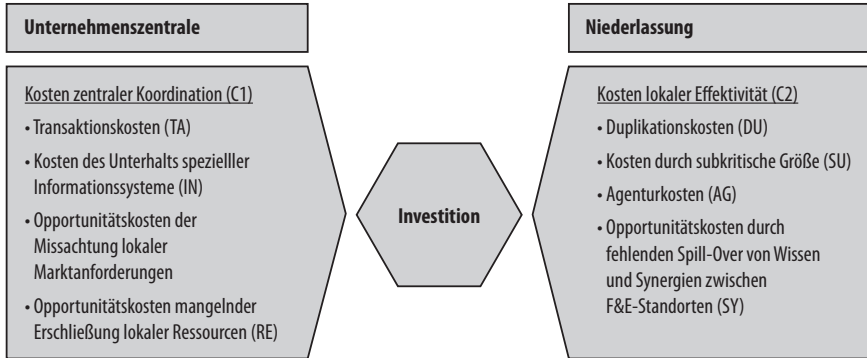 Unternehmenszentrale
Kosten zentraler Koordination (C1)
• Transaktionskosten (TA)
• Kosten des Unterhalts spezielller
Informationssysteme (IN)
• Opportunitätskosten der
Missachtung lokaler
Marktanforderungen
• Opportunitätskosten mangelnder
Erschließung lokaler Ressourcen (RE)
Investition
Niederlassung
Kosten lokaler Effektivität (C2)
• Duplikationskosten (DU)
• Kosten durch subkritische Größe (SU)
• Agenturkosten (AG)
• Opportunitätskosten durch
fehlenden Spill-Over von Wissen
und Synergien zwischen
F&E-Standorten (SY)